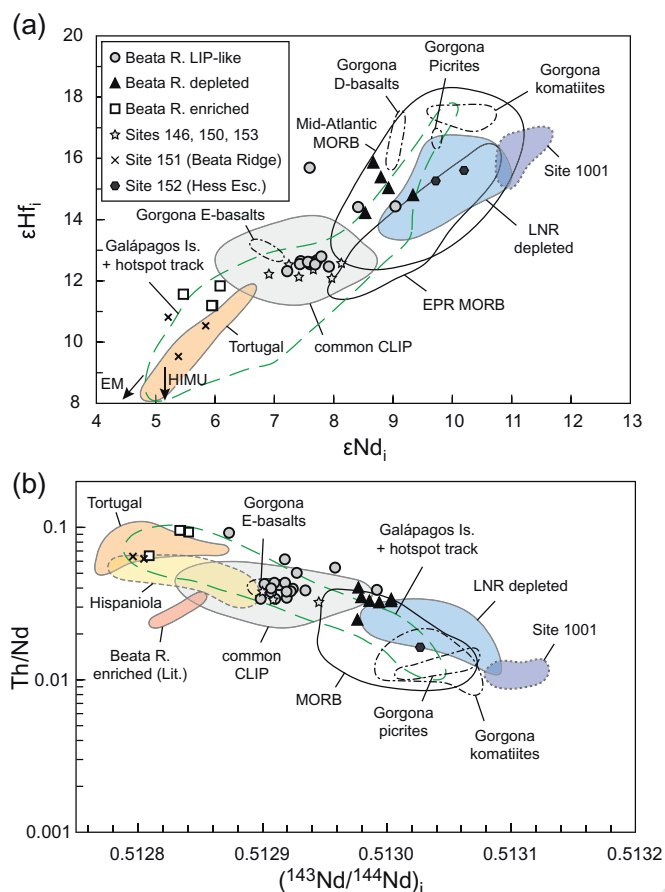 (a)
20
18
16
14
12
10
8
εHf i
4
5
6
7
8
9
10
11
12
13
εNd i
Beata R. LIP-like
Beata R. depleted
Beata R. enriched
Sites 146, 150, 153
Site 151 (Beata Ridge)
Site 152 (Hess Esc.)
Gorgona
D-basalts
Gorgona
Picrites
Gorgona
komatiites
Mid-Atlantic
MORB
Site 1001
Gorgona E-basalts
Galápagos Is.
+ hotspot track
LNR
depleted
EPR MORB
common CLIP
Tortugal
EM
HIMU
(b)
0.1
0.01
0.001
Th/Nd
Tortugal
Gorgona
E-basalts
Galápagos Is.
+ hotspot track
LNR depleted
Hispaniola
Site 1001
Beata R.
enriched (Lit.)
common
CLIP
MORB
Gorgona
picrites
Gorgona
komatiites
0.5128
0.5129
0.5130
0.5131
0.5132
(143Nd/144Nd)i